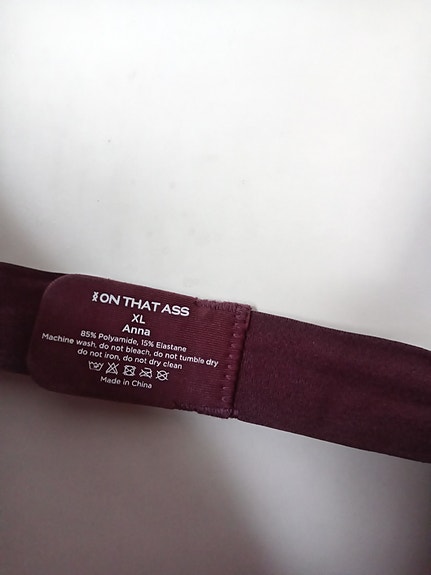 ON THAT ASS
XL
Anna
85% Polyamide, 15% Elastane
Machine wash, do not bleach, do not tumble dry
do not iron, do not dry clean
Made in China